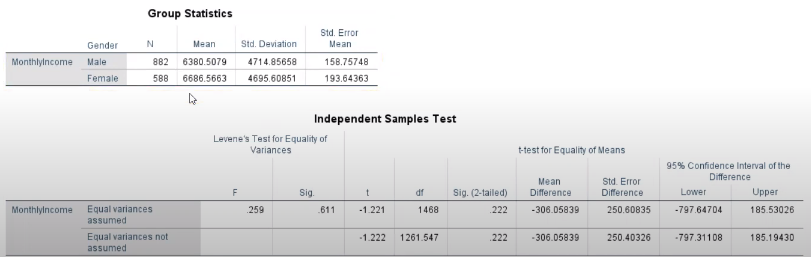 Group Statistics
Gender N Mean Std. Deviation Std. Error Mean
MonthlyIncome Male 882 6380.5079 4714.85658 158.75748
Female 588 6686.5663 4695.60851 193.64363
Independent Samples Test
Levene's Test for Equality of Variances
t-test for Equality of Means
95% Confidence Interval of the Difference
F Sig. t df Sig. (2-tailed) Mean Difference Std. Error Difference Lower Upper
MonthlyIncome Equal variances assumed .259 .611 -1.221 1468 .222 -306.05839 250.60835 -797.64704 185.53026
Equal variances not assumed -1.222 1261.547 .222 -306.05839 250.40326 -797.31108 185.19430